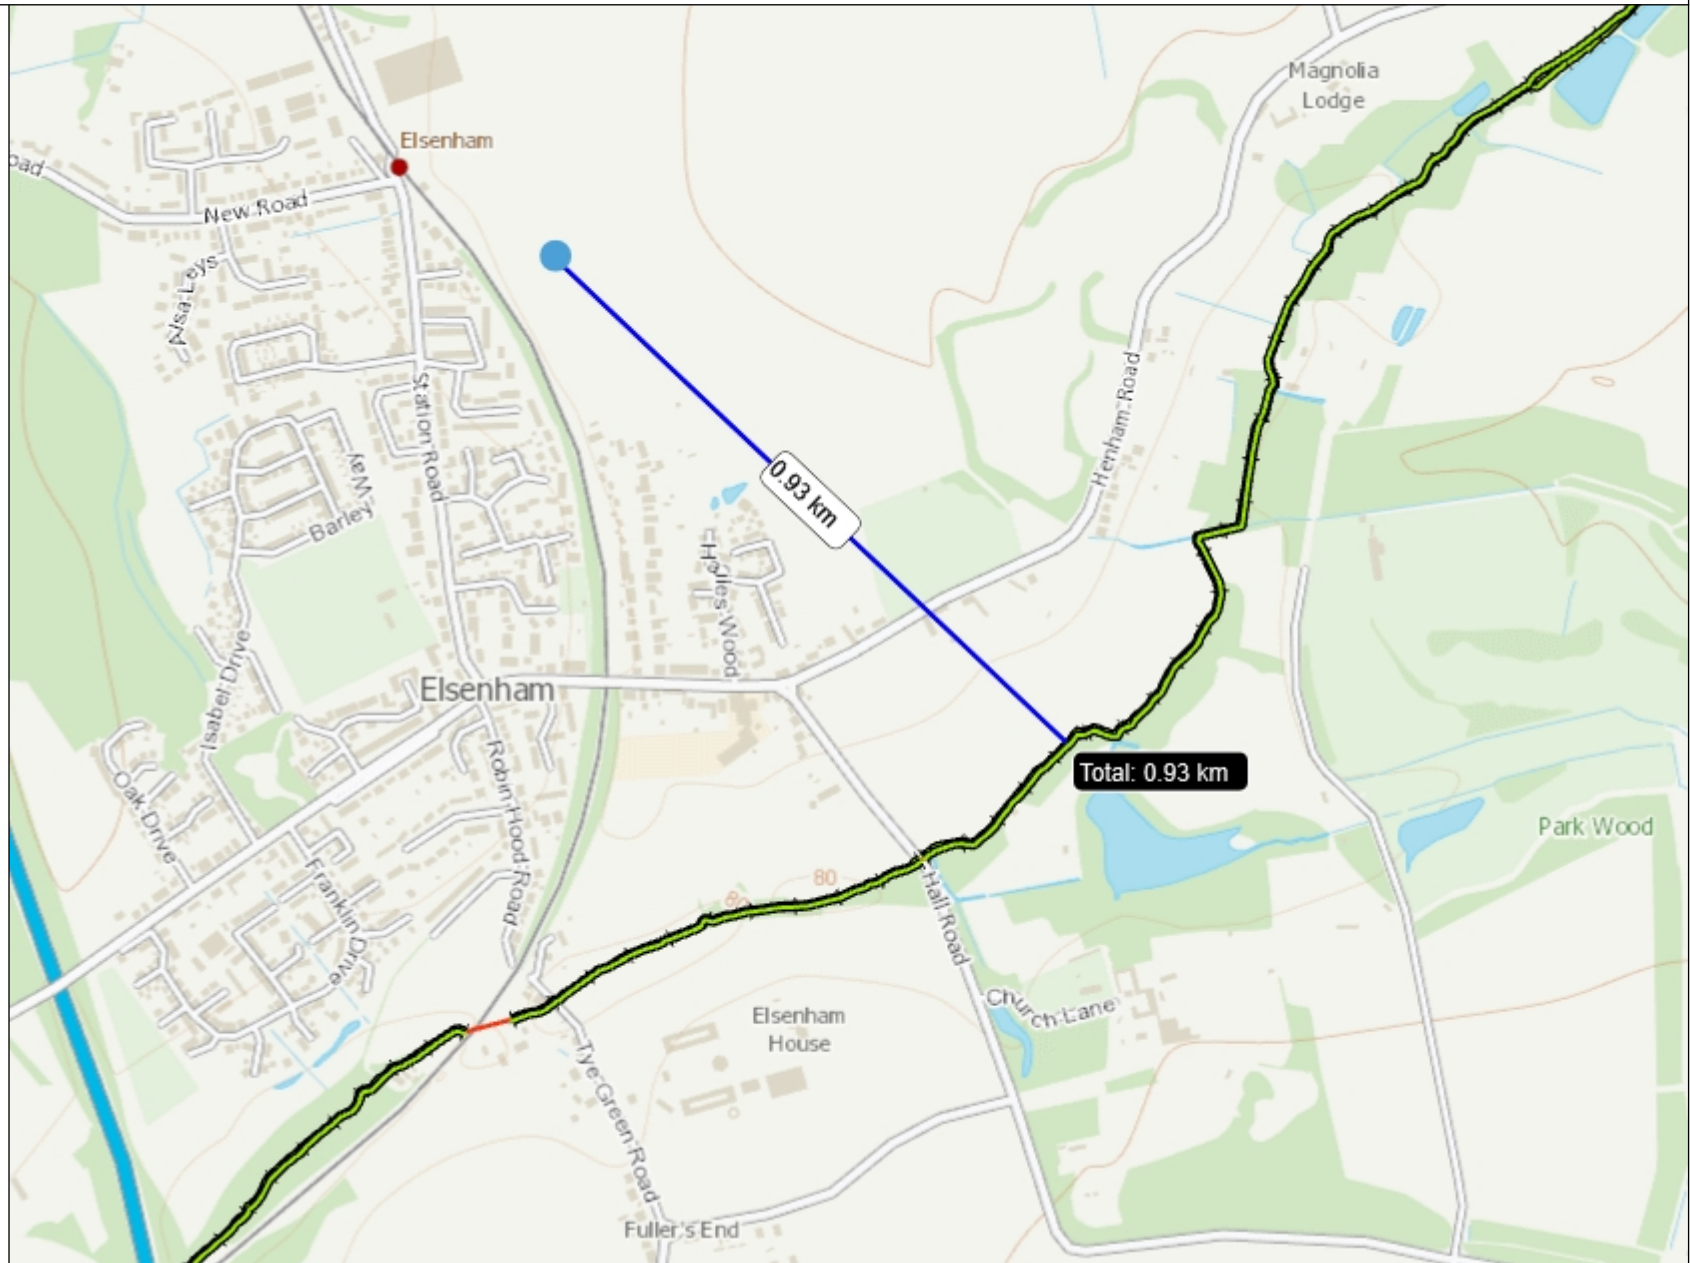 Magnolia
Lodge
Elsenham
oad
New Road
Alsa Leys
Station Road
Henham Road
0.93 km
Barley Way
Hailes Wood
Isabel Drive
Elsenham
Total: 0.93 km
Oak Drive
Robin Hood Road
Park Wood
Franklin Drive
80
80
Hall Road
Church Lane
Elsenham
House
Tye Green Road
Fuller's End